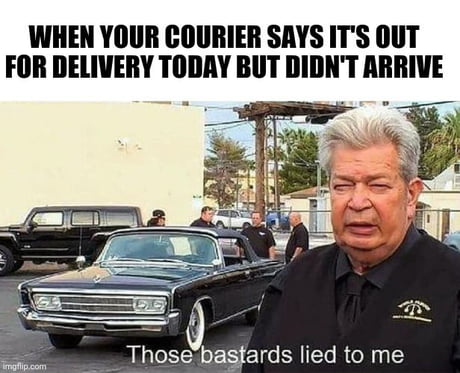 WHEN YOUR COURIER SAYS IT'S OUT
FOR DELIVERY TODAY BUT DIDN'T ARRIVE
Those bastards lied to me
imgflip.com